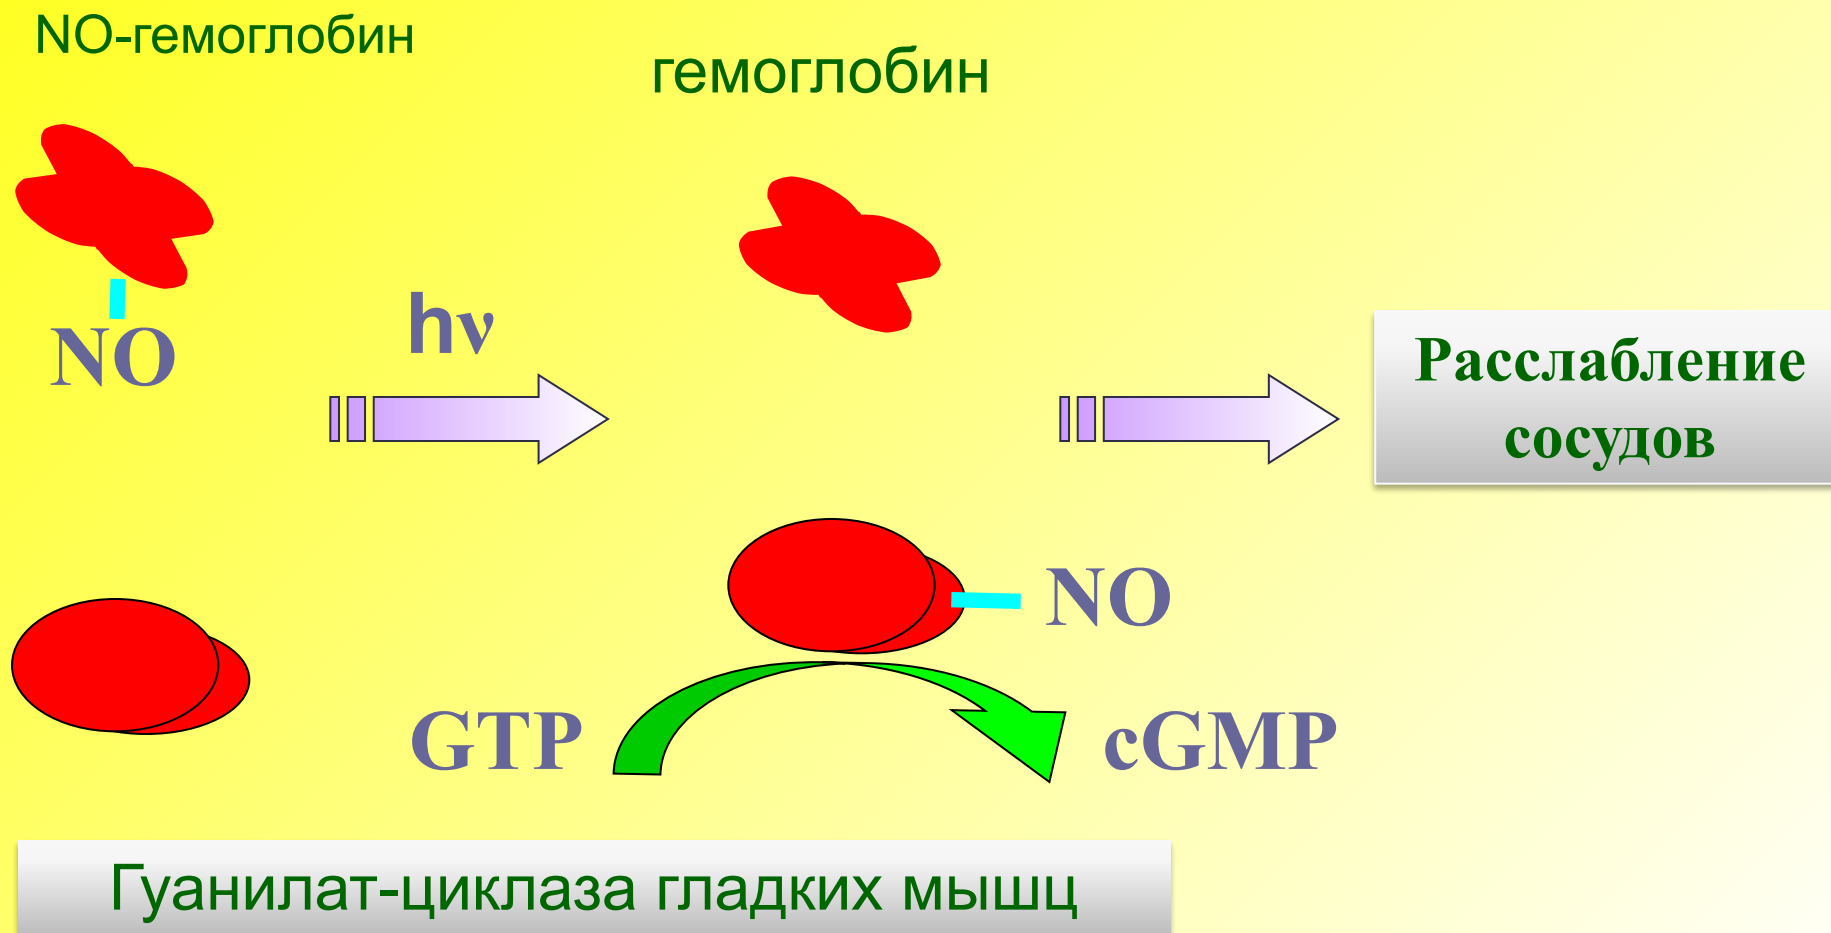 NO-гемоглобин
гемоглобин
NO
hν
Расслабление
сосудов
NO
GTP
cGMP
Гуанилат-циклаза гладких мышц